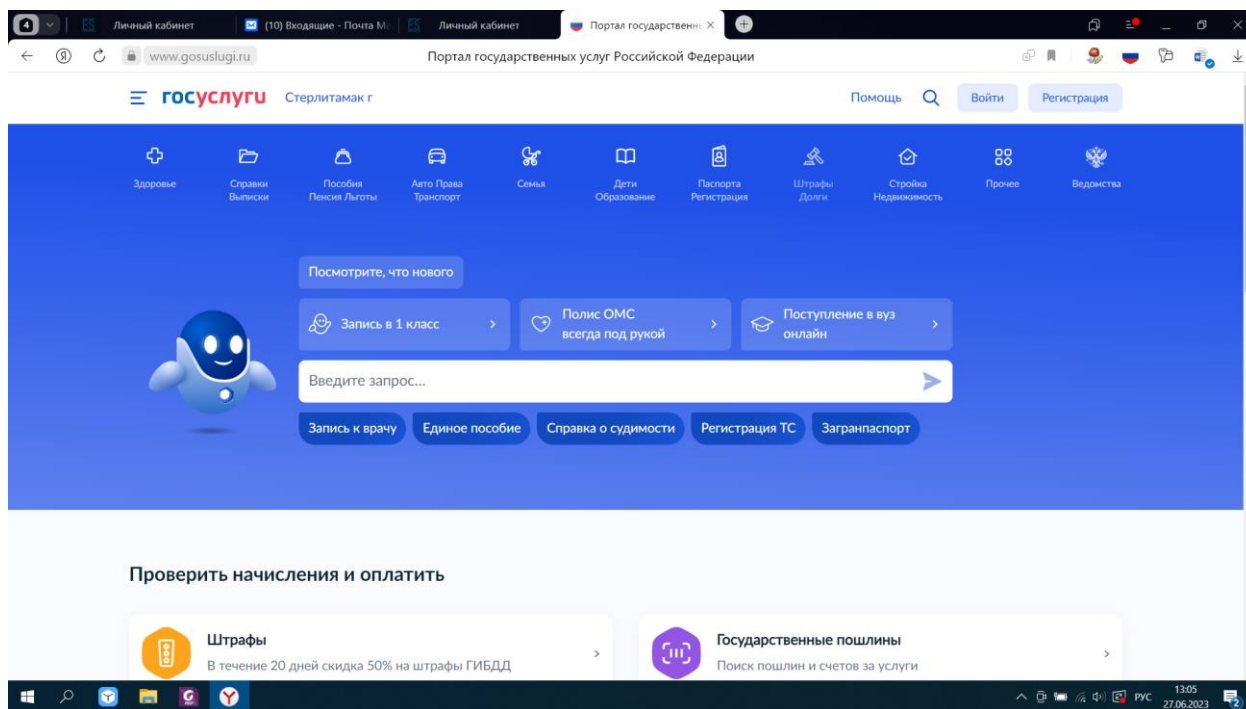 4
Личный кабинет
(10) Входящие - Почта Ма
Личный кабинет
Портал государственны
www.gosuslugi.ru
Портал государственных услуг Российской Федерации
госуслуги
Стерлитамак г
Помощь
Войти
Регистрация
Здоровье
Справки
Выписки
Пособия
Пенсия Льготы
Авто Права
Транспорт
Семья
Дети
Образование
Паспорта
Регистрация
Штрафы
Долги
Стройка
Недвижимость
Прочее
Ведомства
Посмотрите, что нового
Запись в 1 класс
Полис ОМС
всегда под рукой
Поступление в вуз
онлайн
Введите запрос...
Запись к врачу
Единое пособие
Справка о судимости
Регистрация ТС
Загранпаспорт
Проверить начисления и оплатить
Штрафы
В течение 20 дней скидка 50% на штрафы ГИБДД
Государственные пошлины
Поиск пошлин и счетов за услуги
РУС
13:05
27.06.2023
2